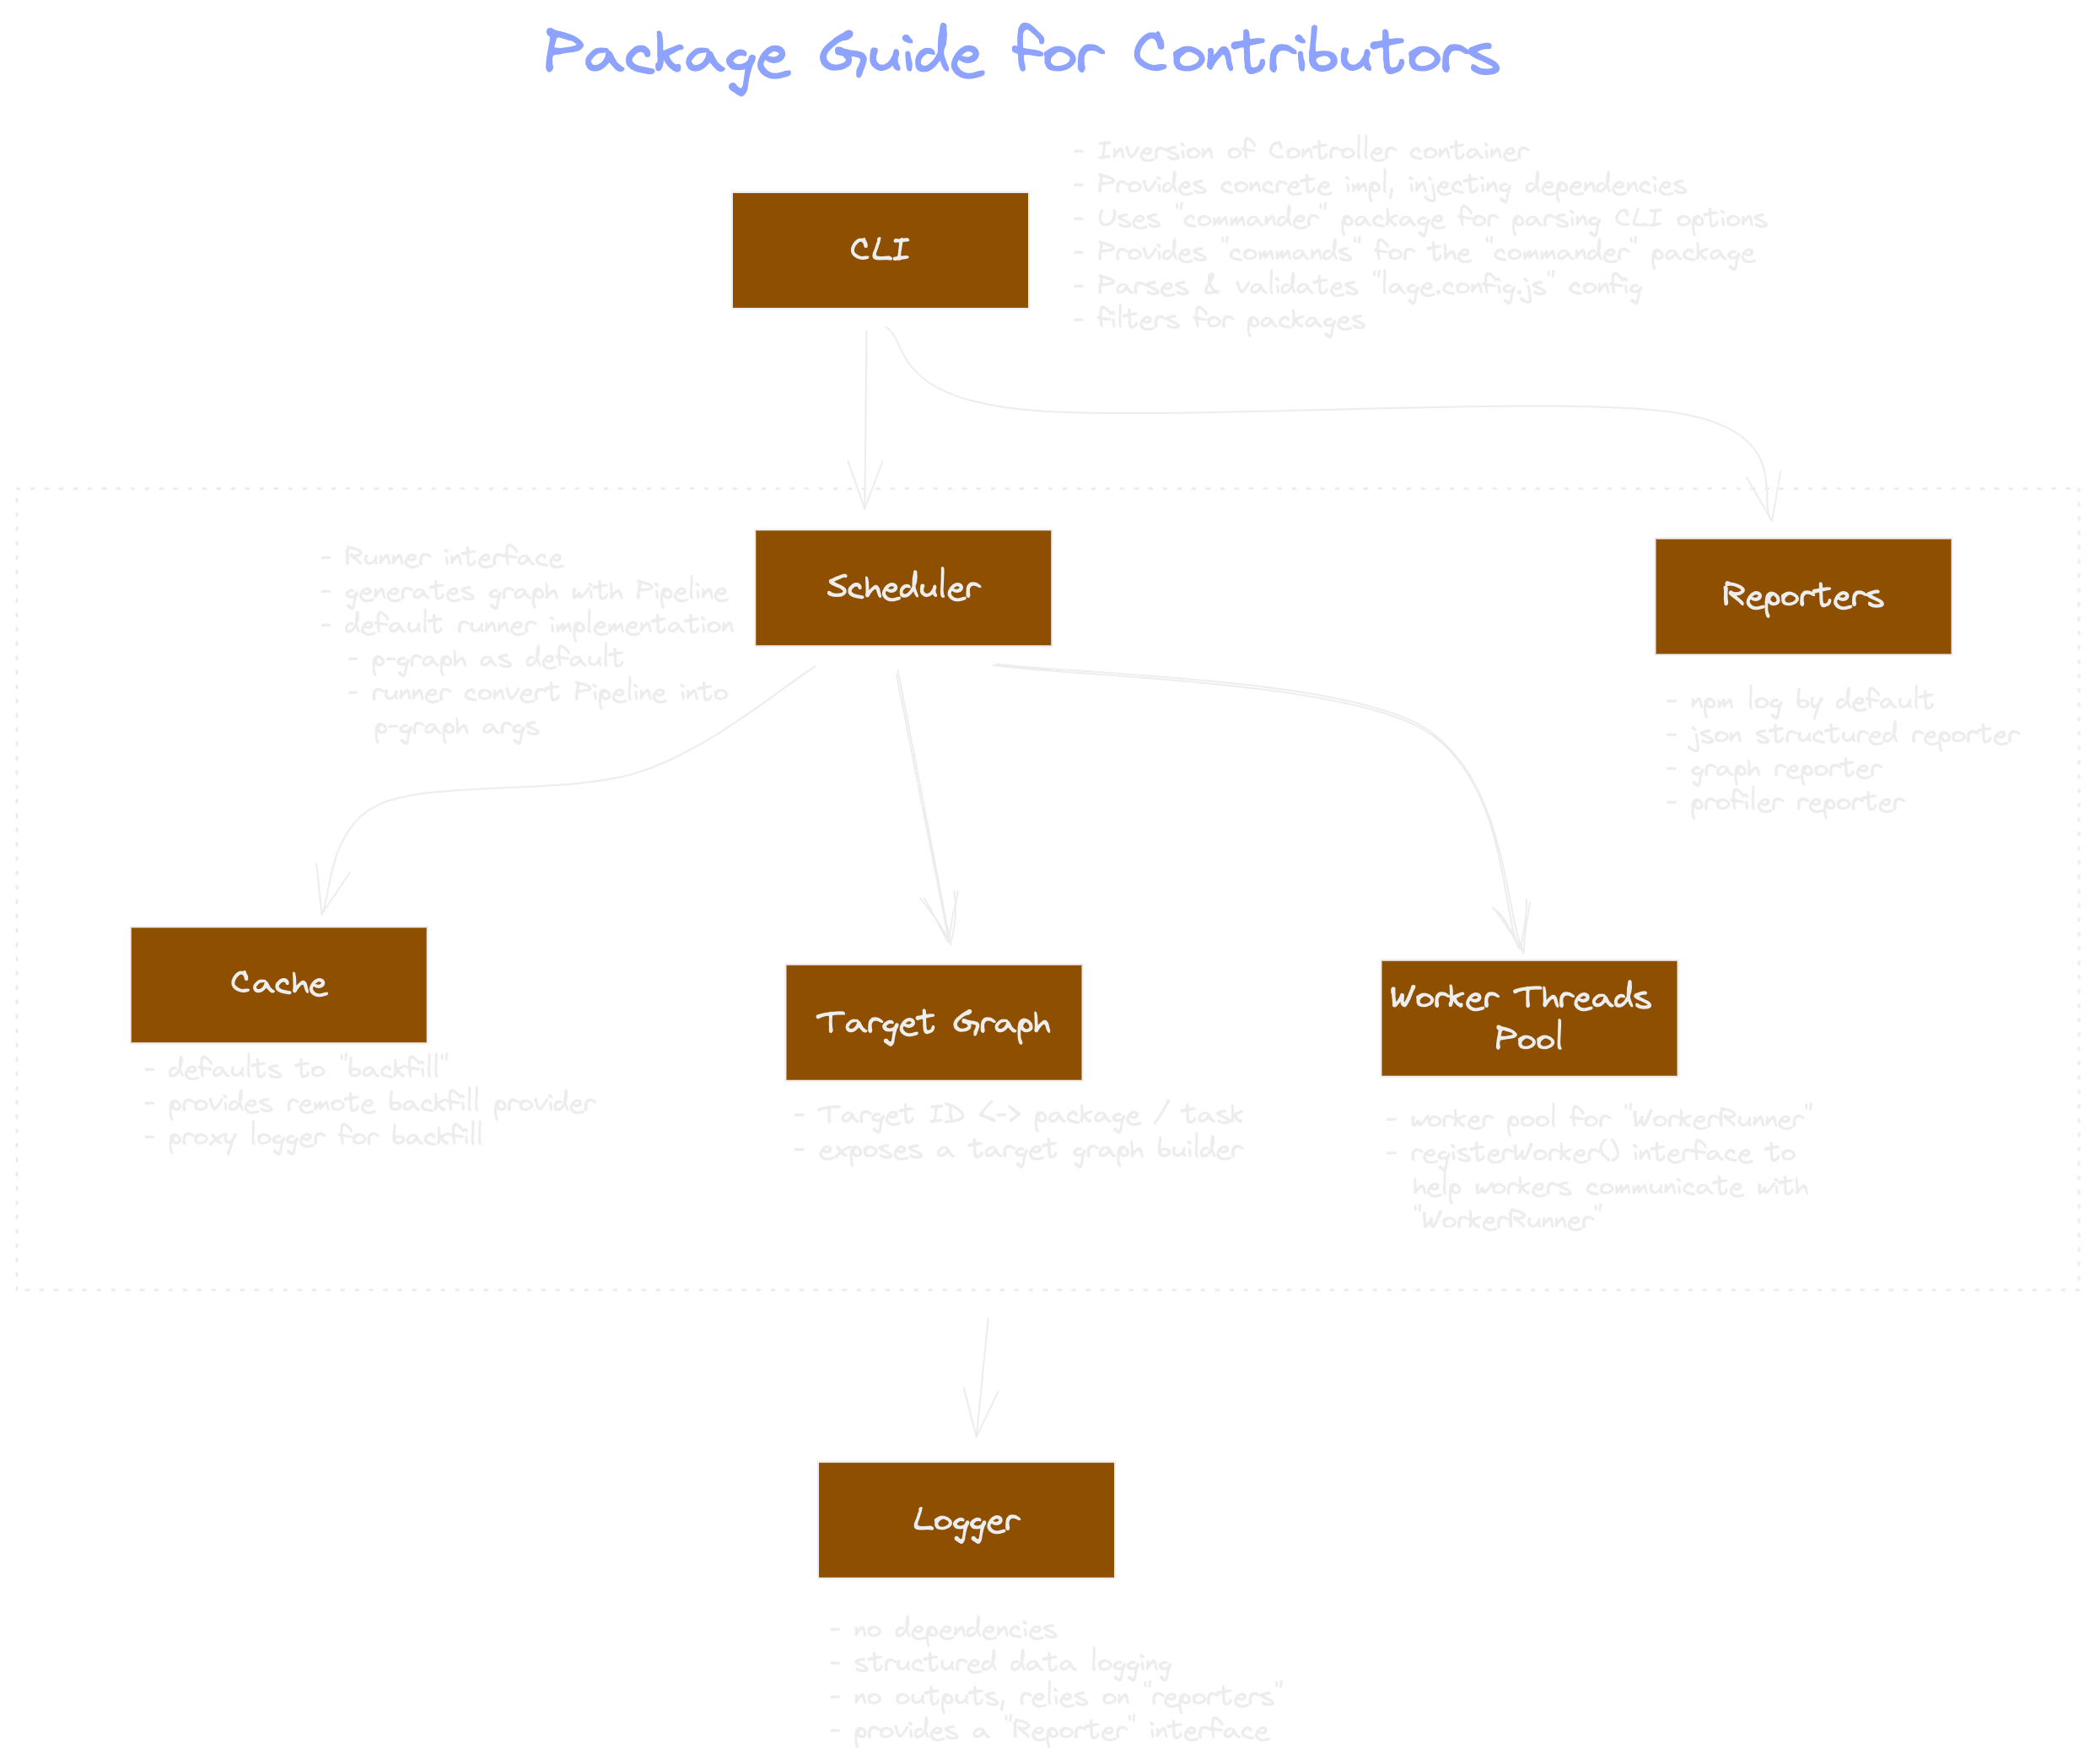 Package Guide for Contributors
- Inversion of Controller container
- Provides concrete impl, injecting dependencies
- Uses "commander" package for parsing CLI options
- Provides "commands" for the "commander" package
- Parses & validates "lage.config.js" config
- filters for packages
CLI
- Runner interface
- generates graph with Pipeline
- default runner implementation
- p-graph as default
- runner convert Pipeline into
p-graph args
Scheduler
Reporters
- npm log by default
- json structured reporter
- graph reporter
- profiler reporter
Cache
- defaults to "backfill"
- provides remote backfill provider
- proxy logger for backfill
Target Graph
- Target ID <-> package / task
- exposes a target graph builder
Worker Threads
Pool
- worker pool for "WorkerRunner"
- registerWorker() interface to
help workers communicate with
"WorkerRunner"
Logger
- no dependencies
- structured data logging
- no outputs, relies on "reporters"
- provides a "Reporter" interface